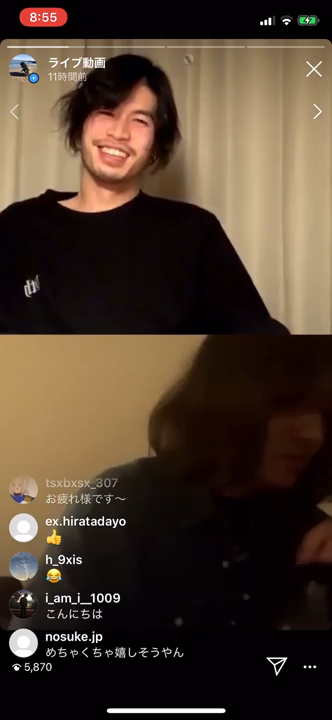 8:55
ライブ動画
11時間前
tsxbxsx_307
お疲れ様です〜
ex.hiratadayo
👍
h_9xis
😂
i_am_i__1009
こんにちは
nosuke.jp
めちゃくちゃ嬉しそうやん
5,870